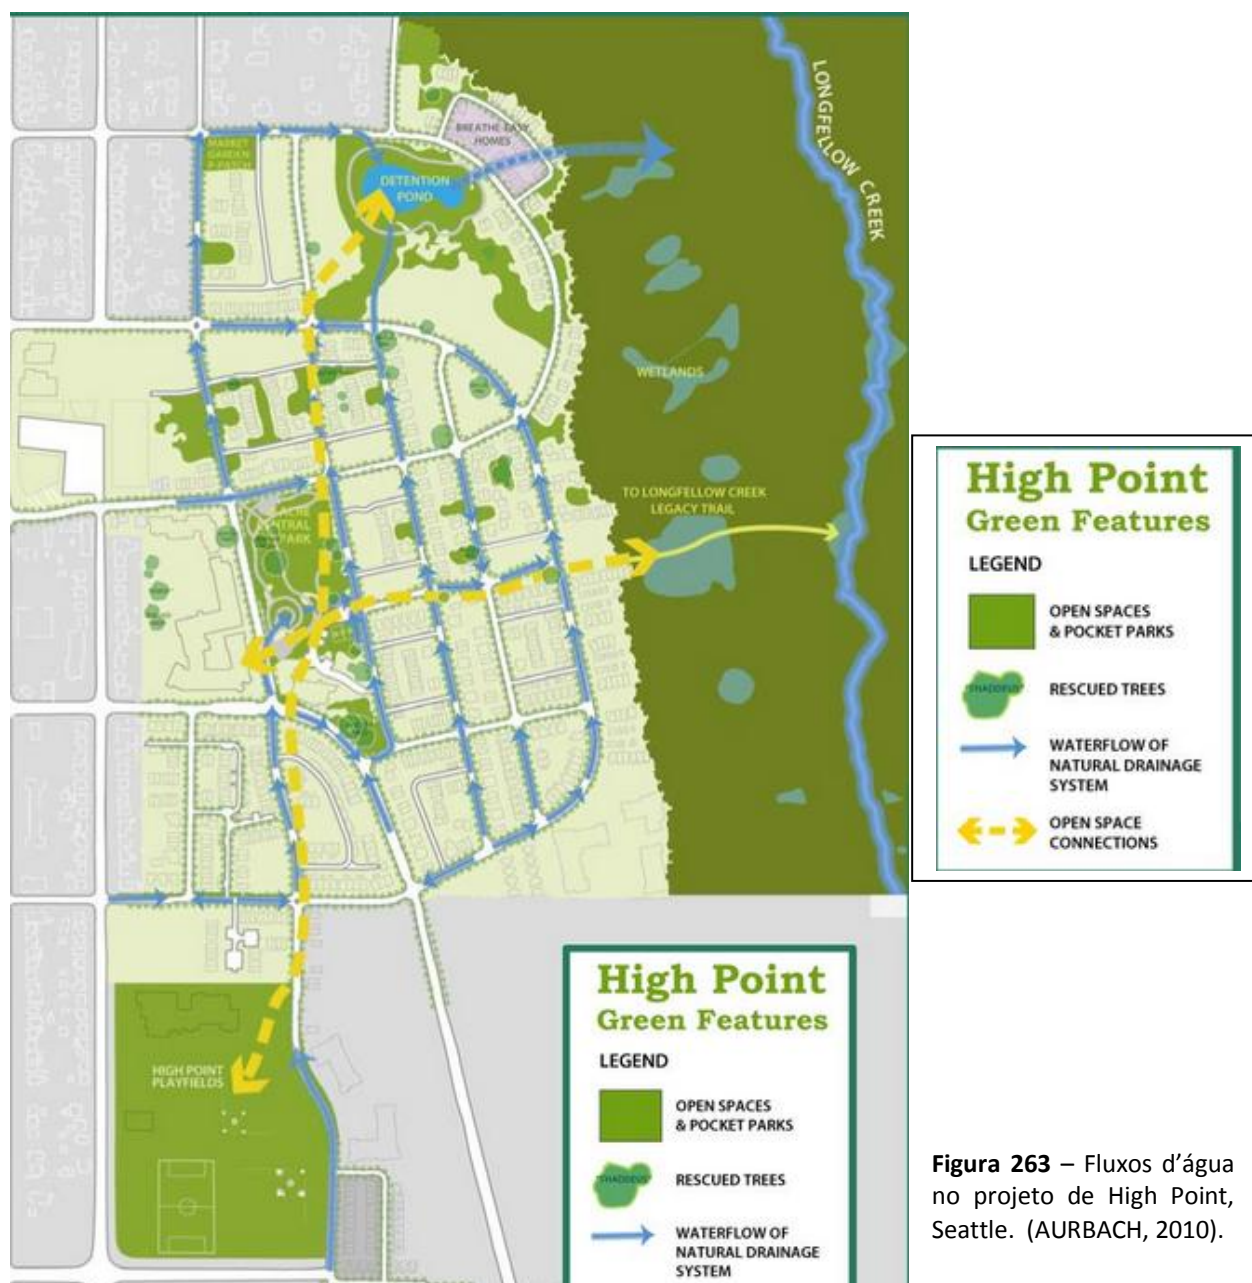 LONGFELLOW CREEK
BREATHE EASY
HOMES
MARKET
GARDEN
P-PATCH
DETENTION
POND
WETLANDS
TO LONGFELLOW CREEK
LEGACY TRAIL
ACRE
CENTRAL
PARK
HIGH POINT
PLAYFIELDS
High Point
Green Features
LEGEND
OPEN SPACES
& POCKET PARKS
"THADDEUS"
RESCUED TREES
WATERFLOW OF
NATURAL DRAINAGE
SYSTEM
OPEN SPACE
CONNECTIONS
High Point
Green Features
LEGEND
OPEN SPACES
& POCKET PARKS
"THADDEUS"
RESCUED TREES
WATERFLOW OF
NATURAL DRAINAGE
SYSTEM
Figura 263 – Fluxos d’água
no projeto de High Point,
Seattle. (AURBACH, 2010).